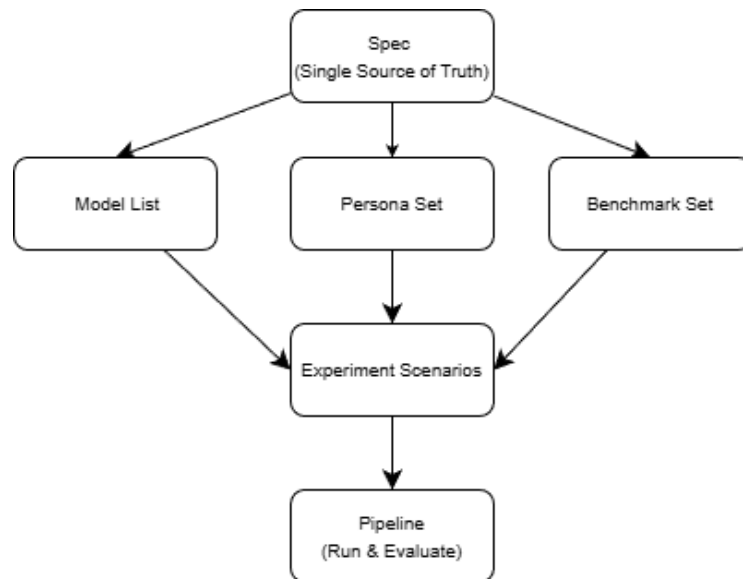 Spec
(Single Source of Truth)
Model List
Persona Set
Benchmark Set
Experiment Scenarios
Pipeline
(Run & Evaluate)